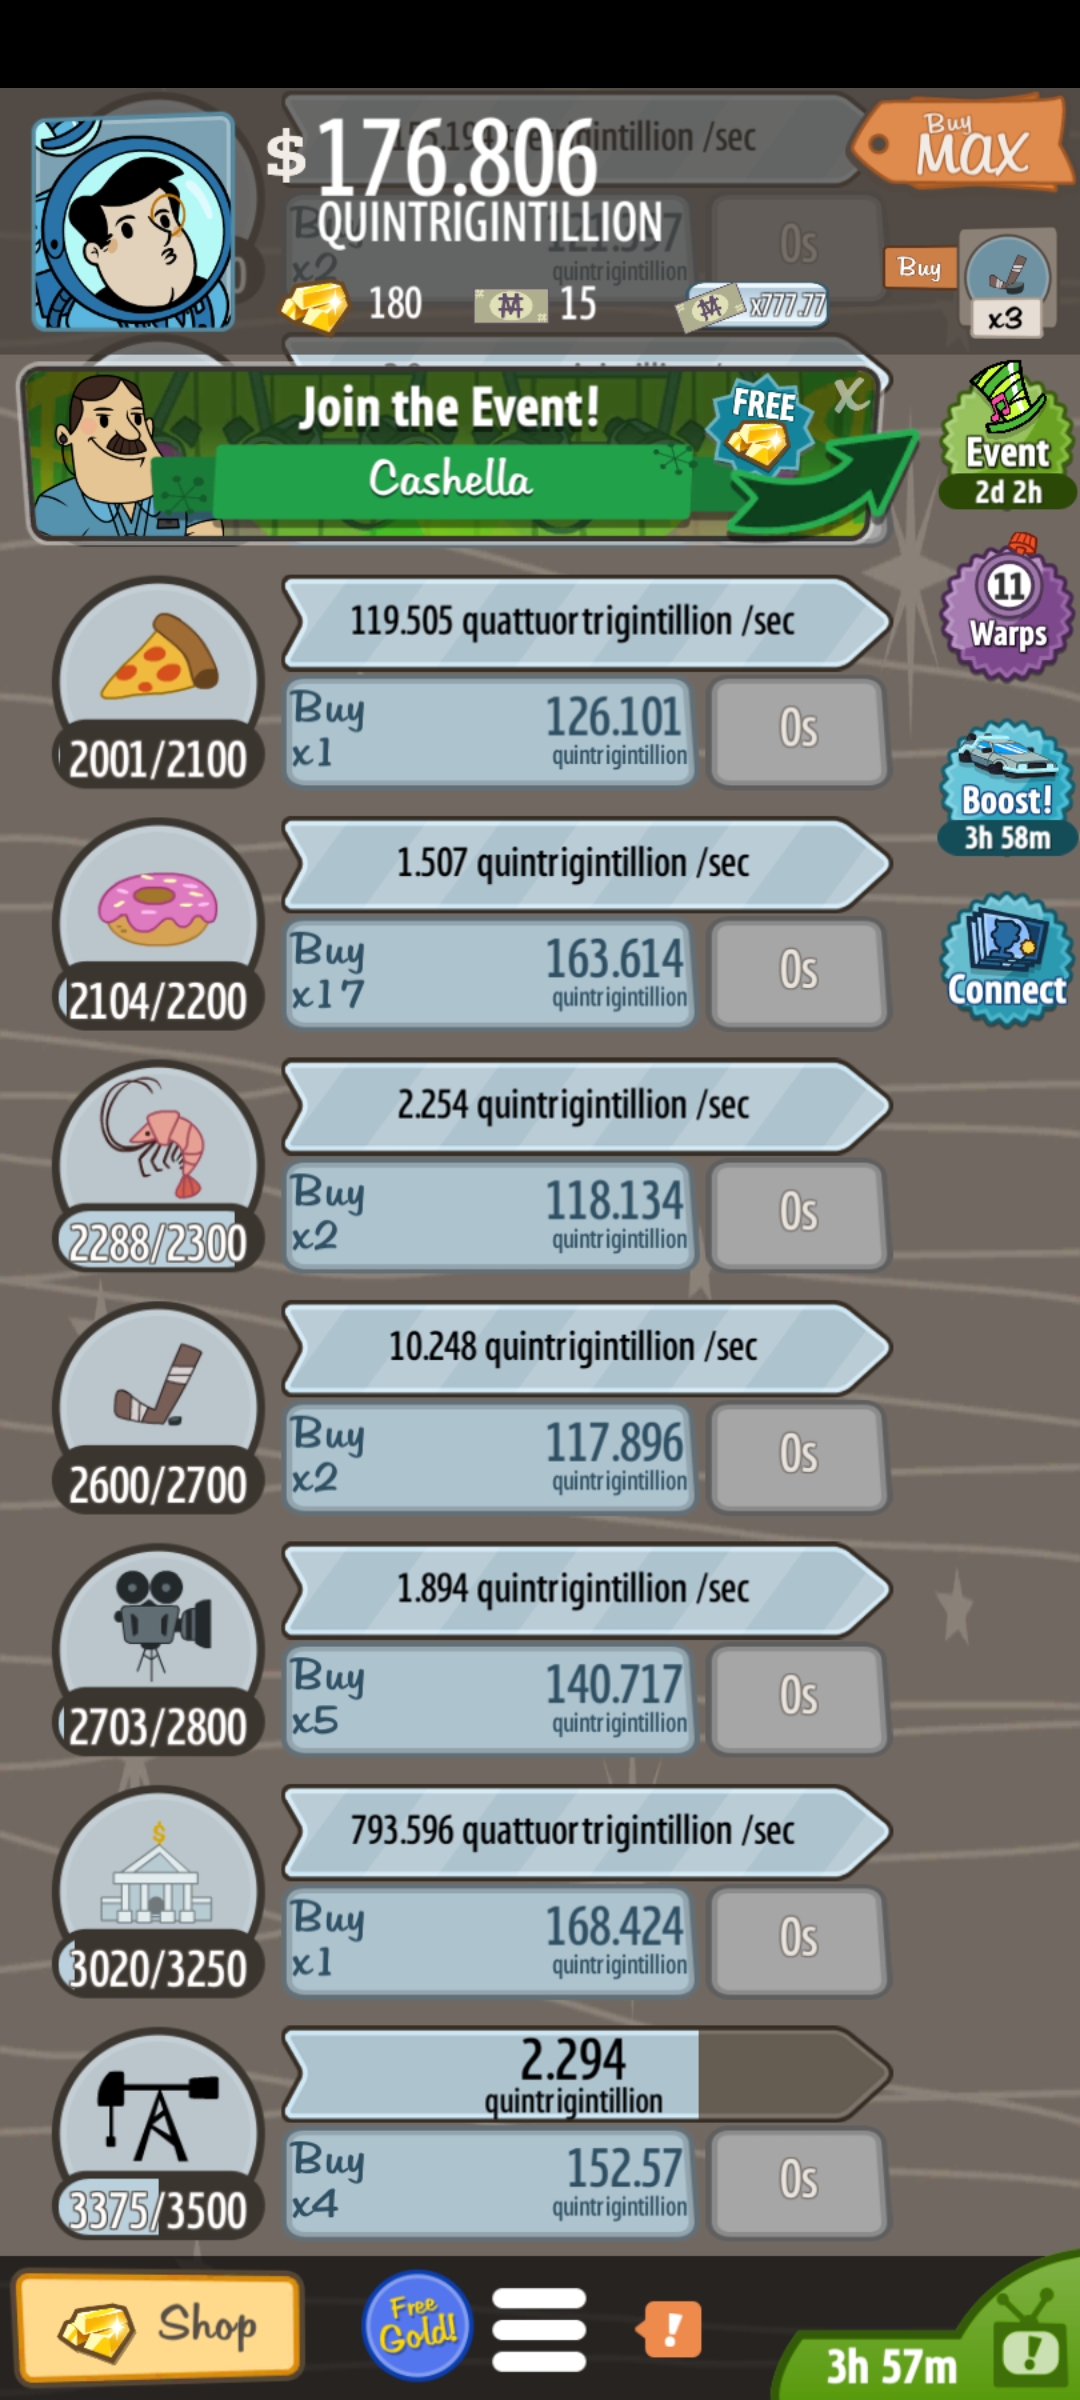 $176.806
QUINTRIGINTILLION
Buy
MAX
180
15
x777.77
Buy
x3
Buy
x2
quintrigintillion
0s
Join the Event!
FREE
X
Cashella
Event
2d 2h
11
Warps
Boost!
3h 58m
Connect
119.505 quattuortrigintillion /sec
Buy
x1
126.101
quintrigintillion
0s
2001/2100
1.507 quintrigintillion /sec
Buy
x17
163.614
quintrigintillion
0s
2104/2200
2.254 quintrigintillion /sec
Buy
x2
118.134
quintrigintillion
0s
2288/2300
10.248 quintrigintillion /sec
Buy
x2
117.896
quintrigintillion
0s
2600/2700
1.894 quintrigintillion /sec
Buy
x5
140.717
quintrigintillion
0s
2703/2800
$
793.596 quattuortrigintillion /sec
Buy
x1
168.424
quintrigintillion
0s
3020/3250
2.294
quintrigintillion
Buy
x4
152.57
quintrigintillion
0s
3375/3500
Shop
Free
Gold!
!
3h 57m
!